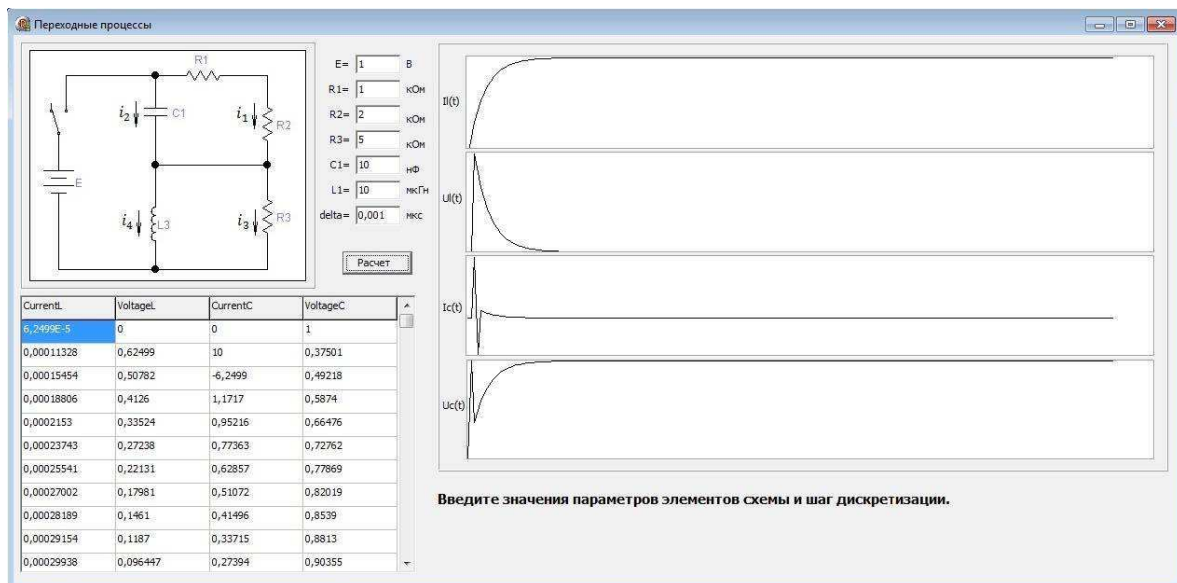 Переходные процессы
R1
i₂
C1
i₁
R2
E
i₄
L3
i₃
R3
E= 1 В
R1= 1 кОм
R2= 2 кОм
R3= 5 кОм
C1= 10 нФ
L1= 10 мкГн
delta= 0,001 мкс
Расчет
Il(t)
Ul(t)
Ic(t)
Uc(t)
CurrentL VoltageL CurrentC VoltageC
6,2499E-5 0 0 1
0,00011328 0,62499 10 0,37501
0,00015454 0,50782 -6,2499 0,49218
0,00018806 0,4126 1,1717 0,5874
0,0002153 0,33524 0,95216 0,66476
0,00023743 0,27238 0,77363 0,72762
0,00025541 0,22131 0,62857 0,77869
0,00027002 0,17981 0,51072 0,82019
0,00028189 0,1461 0,41496 0,8539
0,00029154 0,1187 0,33715 0,8813
0,00029938 0,096447 0,27394 0,90355
Введите значения параметров элементов схемы и шаг дискретизации.